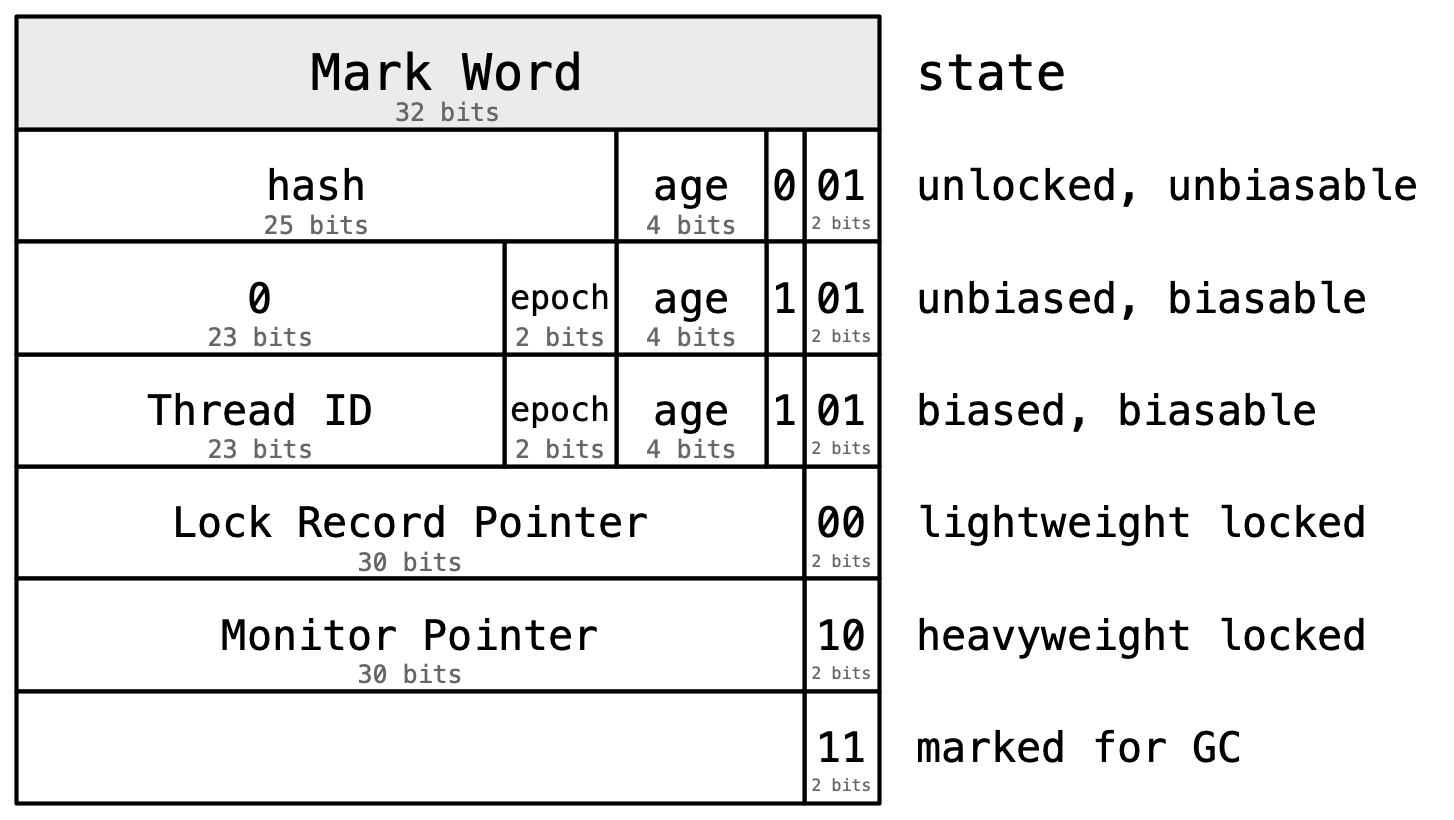 Mark Word state
32 bits
hash age 0 01 unlocked, unbiasable
25 bits 4 bits 2 bits
0 epoch age 1 01 unbiased, biasable
23 bits 2 bits 4 bits 2 bits
Thread ID epoch age 1 01 biased, biasable
23 bits 2 bits 4 bits 2 bits
Lock Record Pointer 00 lightweight locked
30 bits 2 bits
Monitor Pointer 10 heavyweight locked
30 bits 2 bits
11 marked for GC
2 bits